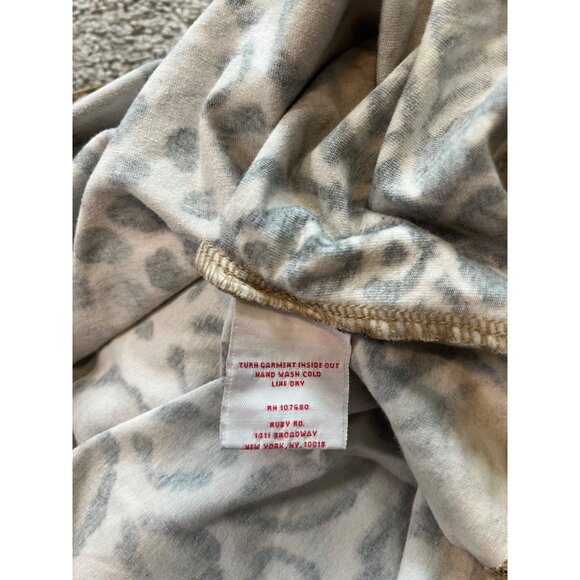 TURN GARMENT INSIDE OUT
HAND WASH COLD
LINE DRY
RN 107680
RUBY RD.
1411 BROADWAY
NEW YORK, NY. 10018